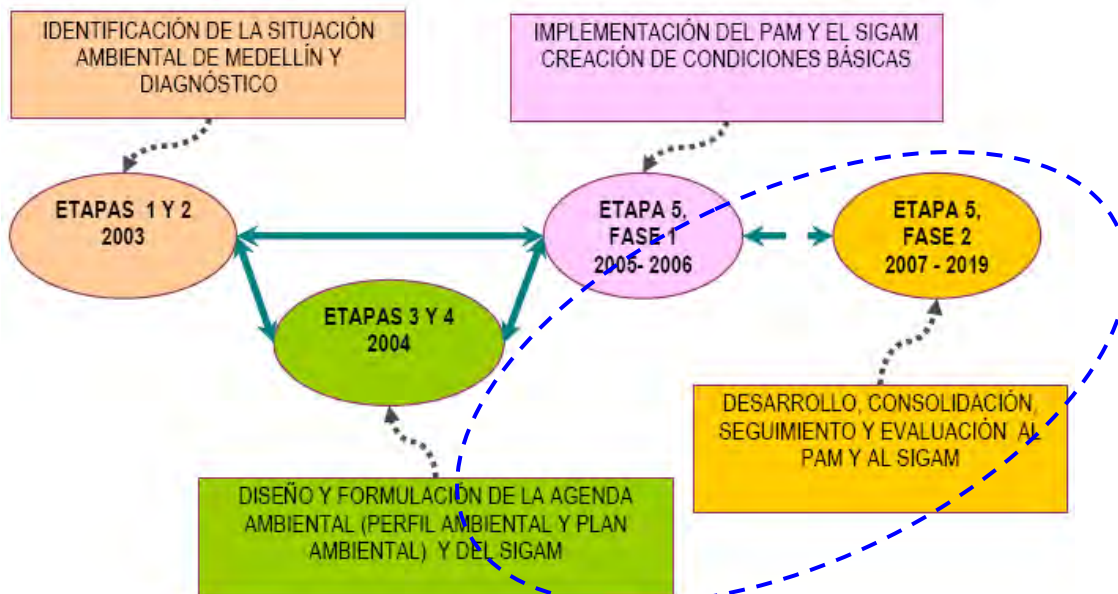 IDENTIFICACIÓN DE LA SITUACIÓN
AMBIENTAL DE MEDELLÍN Y
DIAGNÓSTICO
IMPLEMENTACIÓN DEL PAM Y EL SIGAM
CREACIÓN DE CONDICIONES BÁSICAS
ETAPAS 1 Y 2
2003
ETAPA 5,
FASE 1
2005- 2006
ETAPA 5,
FASE 2
2007 - 2019
ETAPAS 3 Y 4
2004
DESARROLLO, CONSOLIDACIÓN,
SEGUIMIENTO Y EVALUACIÓN AL
PAM Y AL SIGAM
DISEÑO Y FORMULACIÓN DE LA AGENDA
AMBIENTAL (PERFIL AMBIENTAL Y PLAN
AMBIENTAL) Y DEL SIGAM